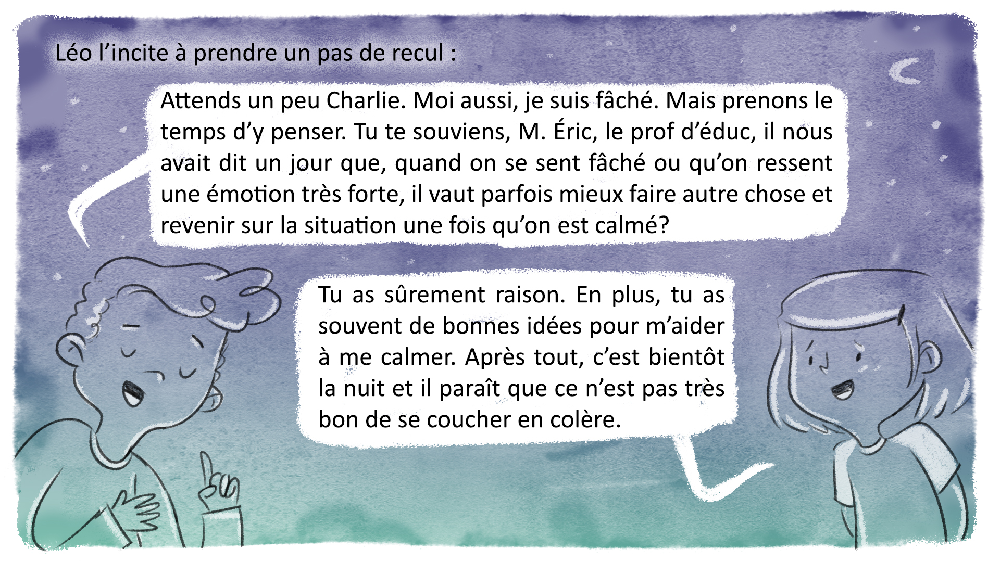 Léo l’incite à prendre un pas de recul :
Attends un peu Charlie. Moi aussi, je suis fâché. Mais prenons le
temps d’y penser. Tu te souviens, M. Éric, le prof d’éduc, il nous
avait dit un jour que, quand on se sent fâché ou qu’on ressent
une émotion très forte, il vaut parfois mieux faire autre chose et
revenir sur la situation une fois qu’on est calmé?
Tu as sûrement raison. En plus, tu as
souvent de bonnes idées pour m’aider
à me calmer. Après tout, c’est bientôt
la nuit et il paraît que ce n’est pas très
bon de se coucher en colère.